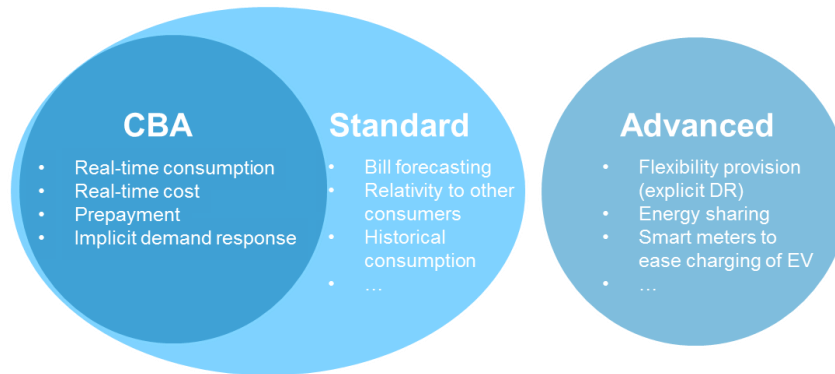 CBA
• Real-time consumption
• Real-time cost
• Prepayment
• Implicit demand response
Standard
• Bill forecasting
• Relativity to other
consumers
• Historical
consumption
• …
Advanced
• Flexibility provision
(explicit DR)
• Energy sharing
• Smart meters to
ease charging of EV
• …